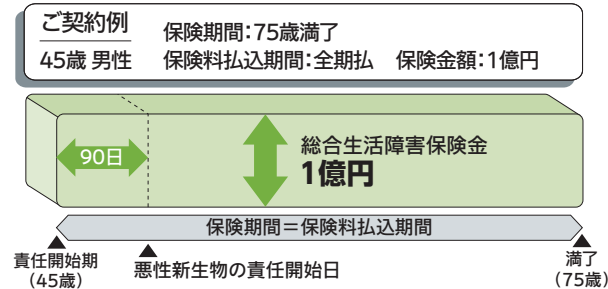 ご契約例
45歳 男性
保険期間：75歳満了
保険料払込期間：全期払 保険金額：1億円
90日
総合生活障害保険金
1億円
保険期間＝保険料払込期間
責任開始期
（45歳）
悪性新生物の責任開始日
満了
（75歳）